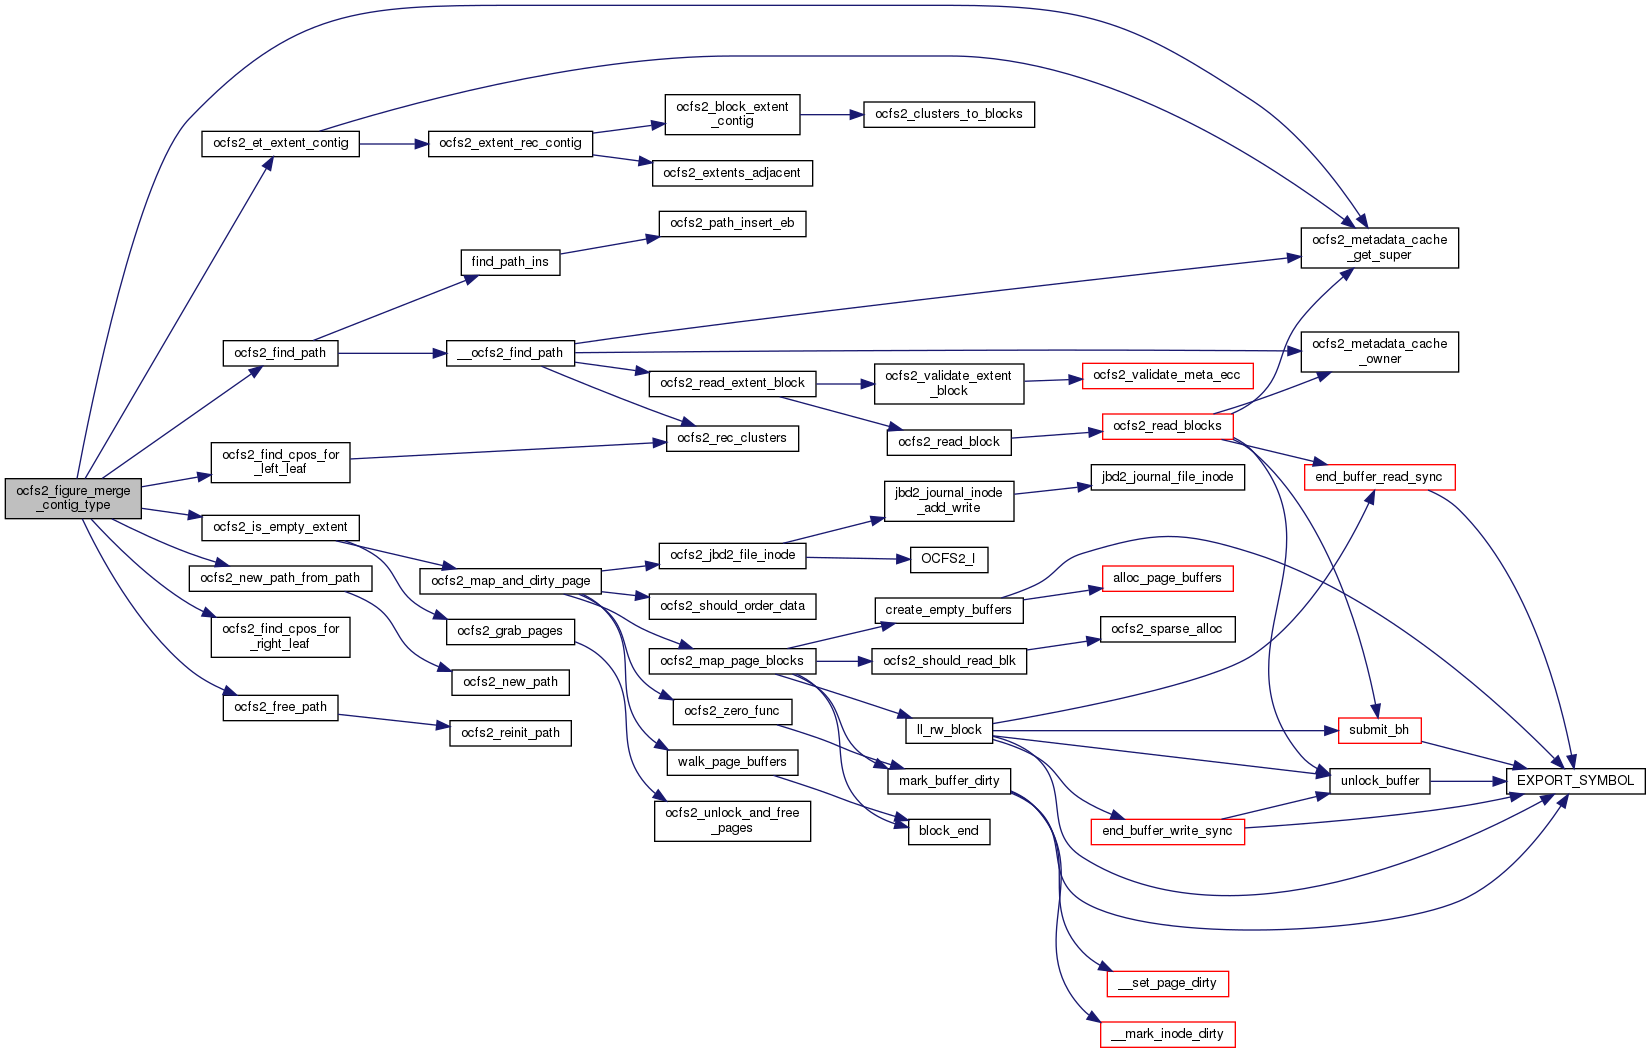 ocfs2_figure_merge
_contig_type
ocfs2_et_extent_contig
ocfs2_find_path
ocfs2_find_cpos_for
_left_leaf
ocfs2_is_empty_extent
ocfs2_new_path_from_path
ocfs2_find_cpos_for
_right_leaf
ocfs2_free_path
ocfs2_extent_rec_contig
find_path_ins
__ocfs2_find_path
ocfs2_map_and_dirty_page
ocfs2_grab_pages
ocfs2_new_path
ocfs2_reinit_path
ocfs2_block_extent
_contig
ocfs2_extents_adjacent
ocfs2_path_insert_eb
ocfs2_read_extent_block
ocfs2_rec_clusters
ocfs2_jbd2_file_inode
ocfs2_should_order_data
ocfs2_map_page_blocks
ocfs2_zero_func
walk_page_buffers
ocfs2_unlock_and_free
_pages
ocfs2_clusters_to_blocks
ocfs2_validate_extent
_block
ocfs2_read_block
jbd2_journal_inode
_add_write
OCFS2_I
create_empty_buffers
ocfs2_should_read_blk
ll_rw_block
mark_buffer_dirty
block_end
ocfs2_validate_meta_ecc
ocfs2_read_blocks
jbd2_journal_file_inode
alloc_page_buffers
ocfs2_sparse_alloc
end_buffer_write_sync
__set_page_dirty
__mark_inode_dirty
ocfs2_metadata_cache
_get_super
ocfs2_metadata_cache
_owner
end_buffer_read_sync
submit_bh
unlock_buffer
EXPORT_SYMBOL